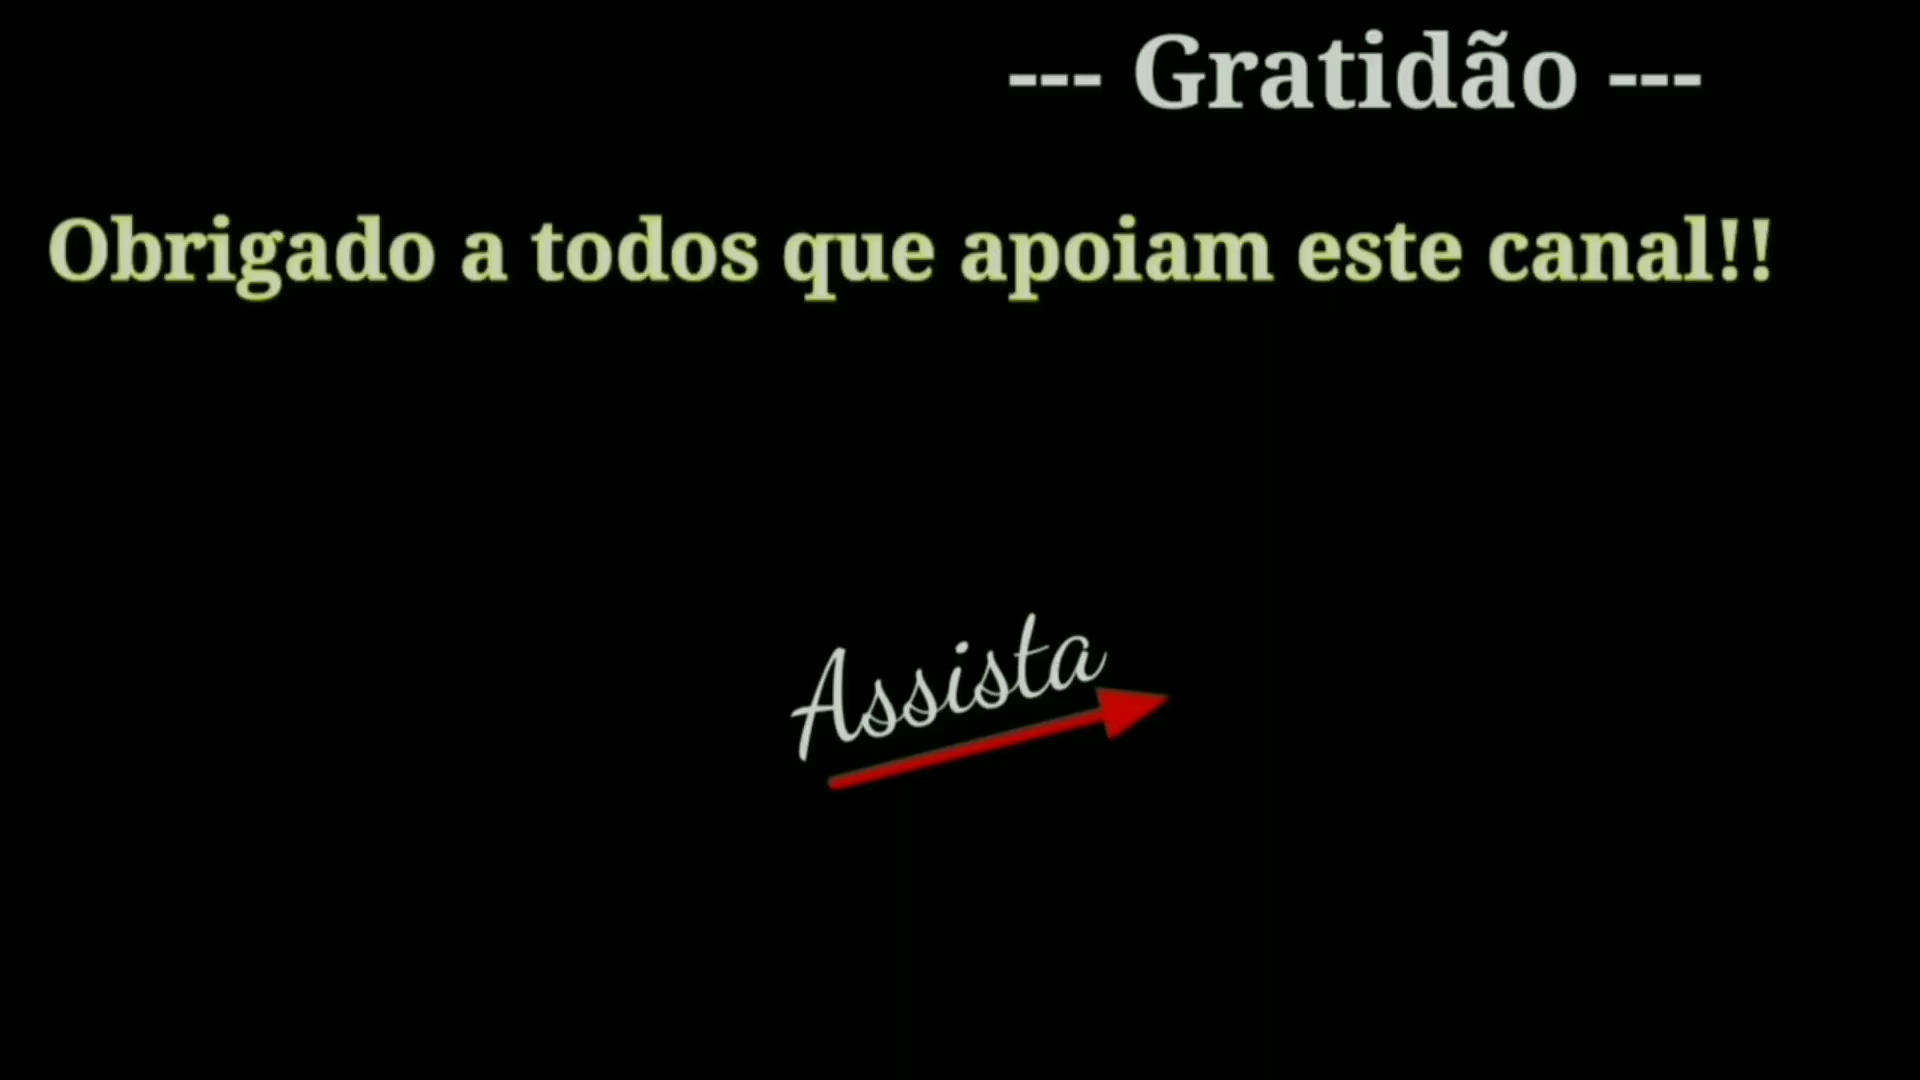 --- Gratidão ---
Obrigado a todos que apoiam este canal!!
Assista